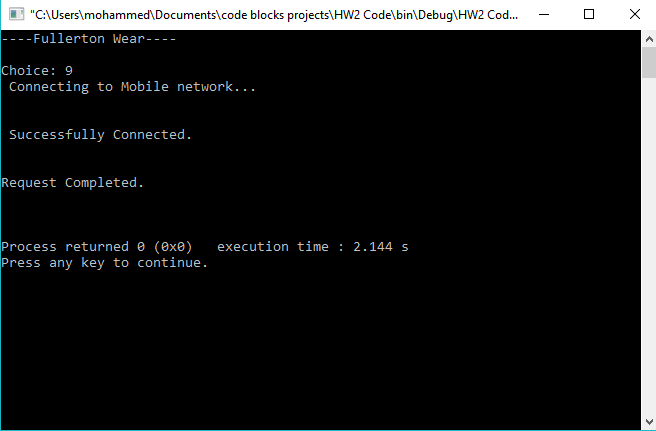 "C:\Users\mohammed\Documents\code blocks projects\HW2 Code\bin\Debug\HW2 Cod...
----Fullerton Wear----
Choice: 9
Connecting to Mobile network...
Successfully Connected.
Request Completed.
Process returned 0 (0x0)   execution time : 2.144 s
Press any key to continue.